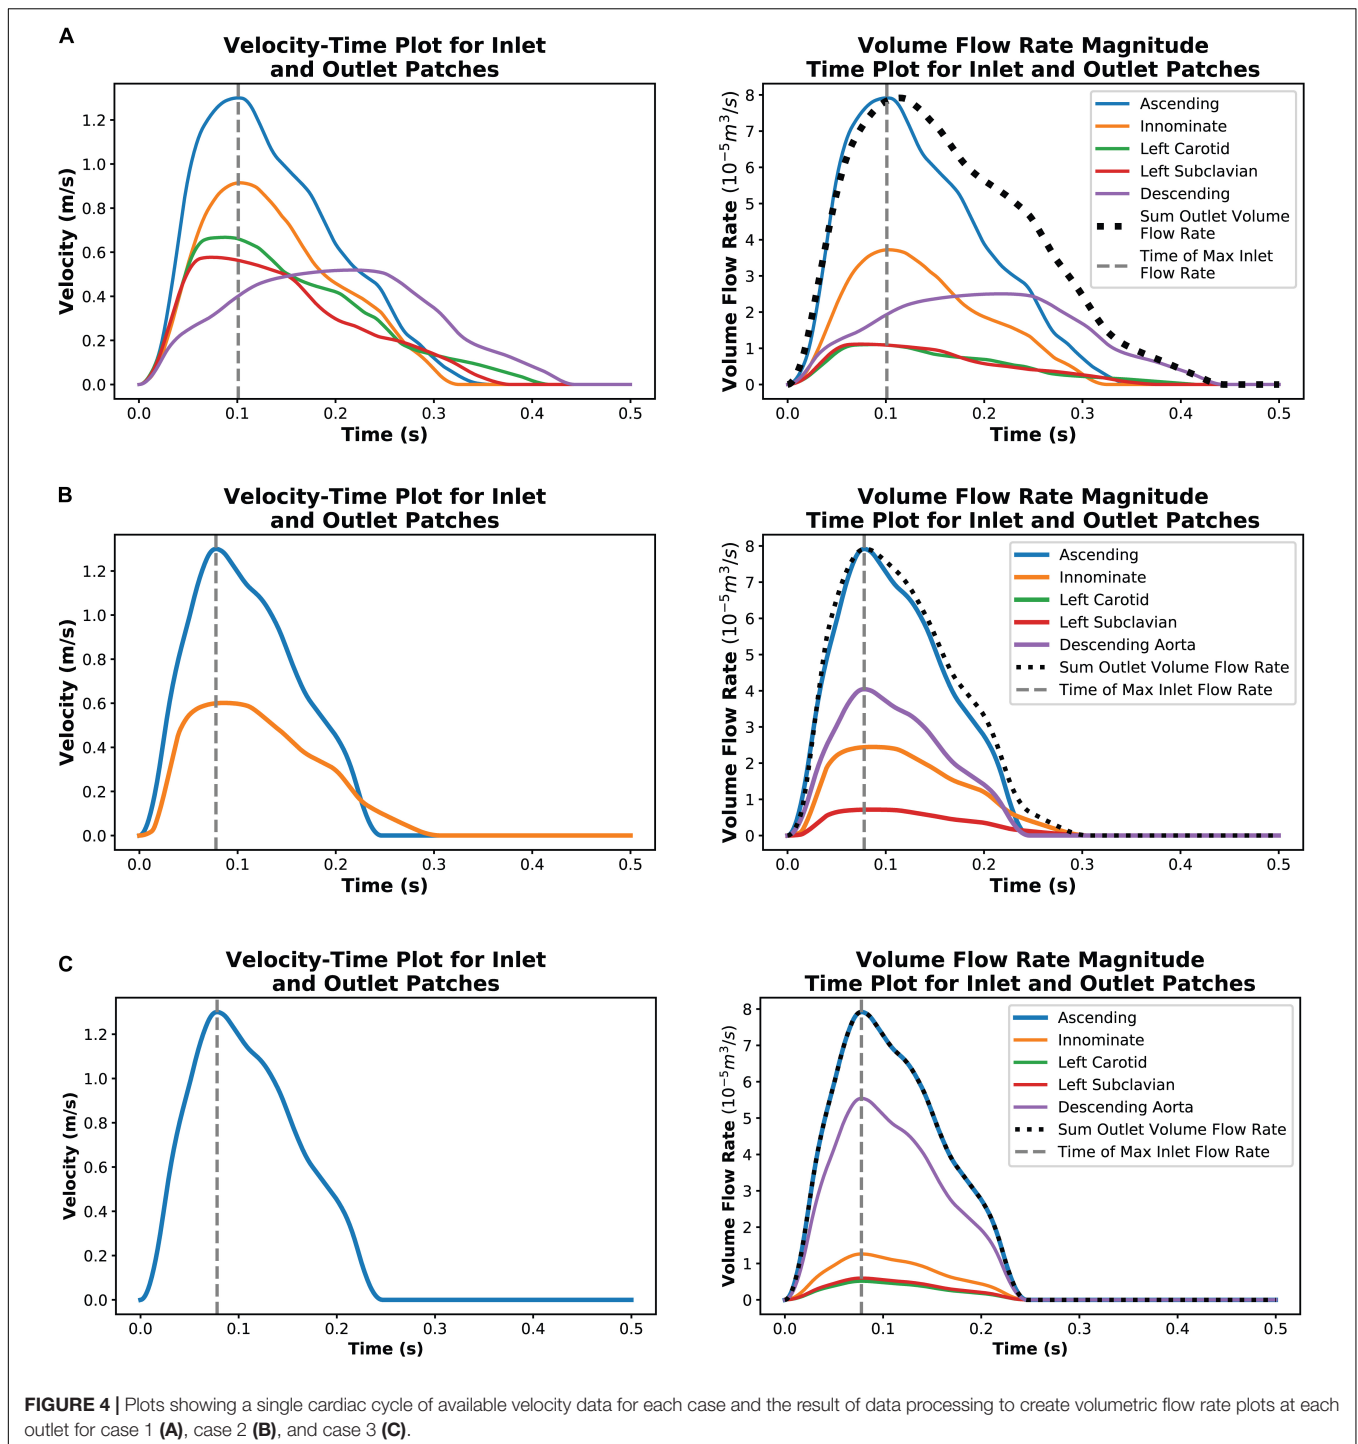 A
Velocity-Time Plot for Inlet
and Outlet Patches
Velocity (m/s)
1.2
1.0
0.8
0.6
0.4
0.2
0.0
0.0 0.1 0.2 0.3 0.4 0.5
Time (s)
Volume Flow Rate Magnitude
Time Plot for Inlet and Outlet Patches
Volume Flow Rate (10⁻⁵m³/s)
8
7
6
5
4
3
2
1
0
0.0 0.1 0.2 0.3 0.4 0.5
Time (s)
Ascending
Innominate
Left Carotid
Left Subclavian
Descending
Sum Outlet Volume
Flow Rate
Time of Max Inlet
Flow Rate
B
Velocity-Time Plot for Inlet
and Outlet Patches
Velocity (m/s)
1.2
1.0
0.8
0.6
0.4
0.2
0.0
0.0 0.1 0.2 0.3 0.4 0.5
Time (s)
Volume Flow Rate Magnitude
Time Plot for Inlet and Outlet Patches
Volume Flow Rate (10⁻⁵m³/s)
8
7
6
5
4
3
2
1
0
0.0 0.1 0.2 0.3 0.4 0.5
Time (s)
Ascending
Innominate
Left Carotid
Left Subclavian
Descending Aorta
Sum Outlet Volume Flow Rate
Time of Max Inlet Flow Rate
C
Velocity-Time Plot for Inlet
and Outlet Patches
Velocity (m/s)
1.2
1.0
0.8
0.6
0.4
0.2
0.0
0.0 0.1 0.2 0.3 0.4 0.5
Time (s)
Volume Flow Rate Magnitude
Time Plot for Inlet and Outlet Patches
Volume Flow Rate (10⁻⁵m³/s)
8
7
6
5
4
3
2
1
0
0.0 0.1 0.2 0.3 0.4 0.5
Time (s)
Ascending
Innominate
Left Carotid
Left Subclavian
Descending Aorta
Sum Outlet Volume Flow Rate
Time of Max Inlet Flow Rate
FIGURE 4 | Plots showing a single cardiac cycle of available velocity data for each case and the result of data processing to create volumetric flow rate plots at each
outlet for case 1 (A), case 2 (B), and case 3 (C).